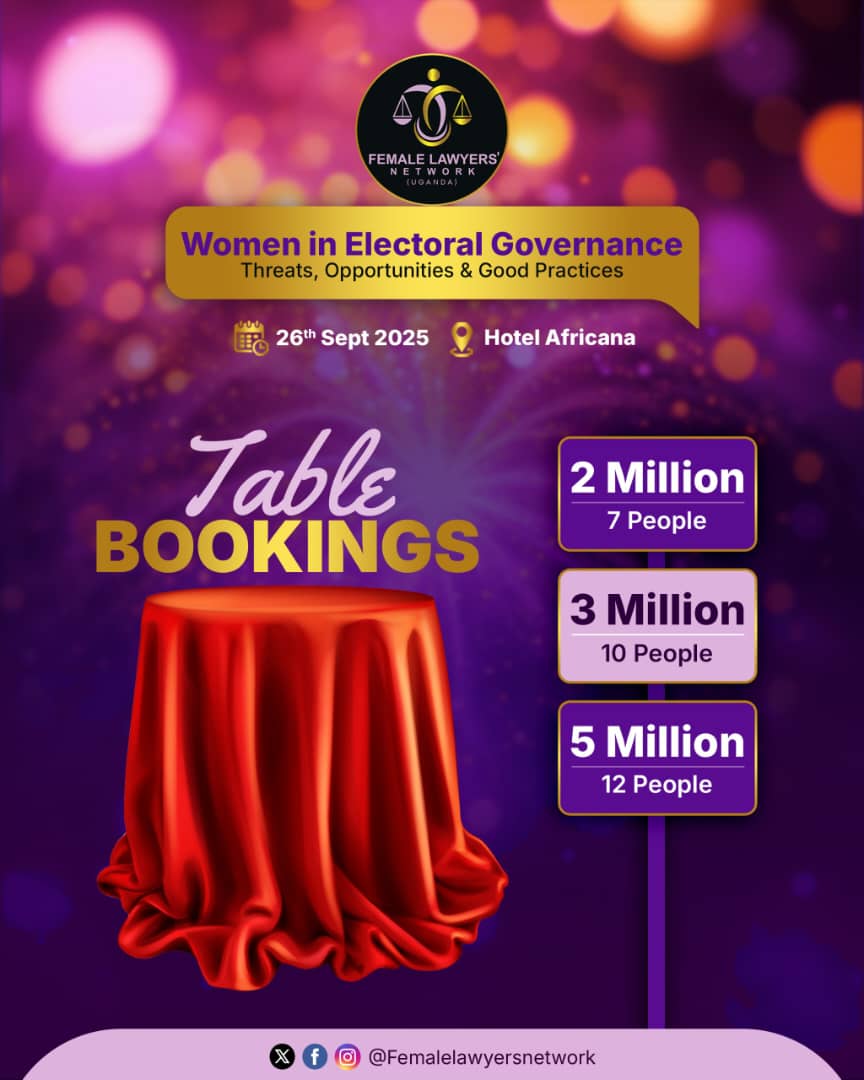 FEMALE LAWYERS'
NETWORK
(UGANDA)
Women in Electoral Governance
Threats, Opportunities & Good Practices
26th Sept 2025
Hotel Africana
Table
BOOKINGS
2 Million
7 People
3 Million
10 People
5 Million
12 People
@Femalelawyersnetwork